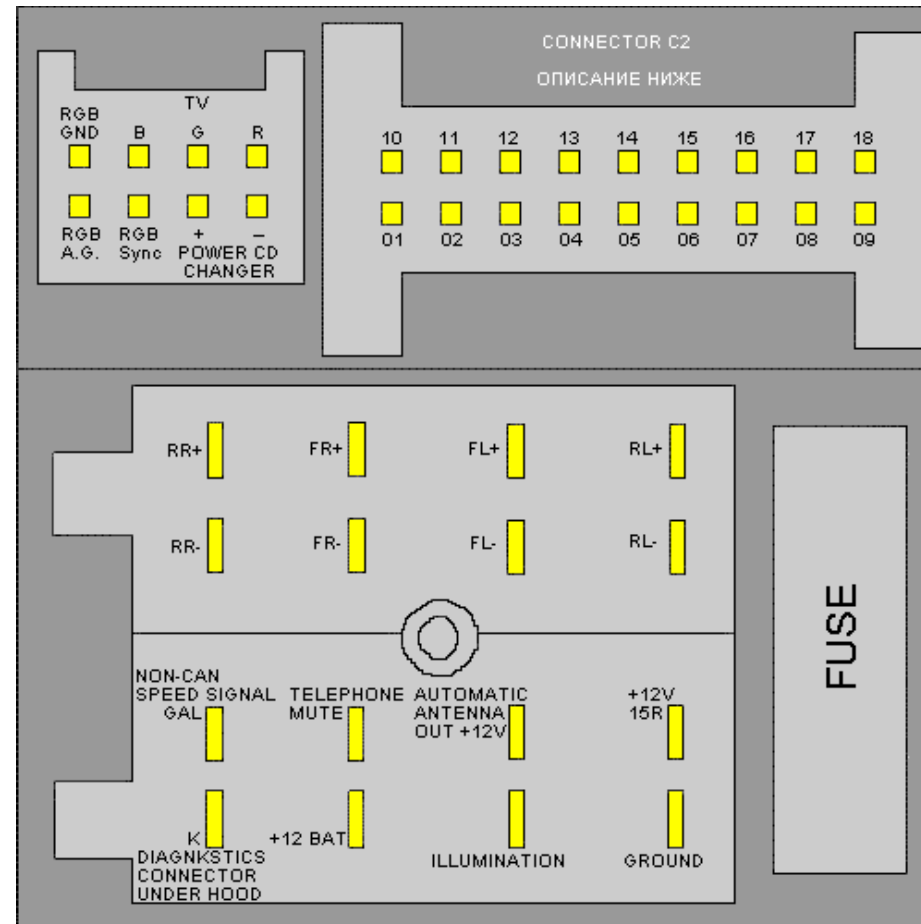 CONNECTOR C2
ОПИСАНИЕ НИЖЕ
TV
RGB
GND B G R
RGB RGB + –
A.G. Sync POWER CD
CHANGER
10 11 12 13 14 15 16 17 18
01 02 03 04 05 06 07 08 09
RR+ FR+ FL+ RL+
RR- FR- FL- RL-
FUSE
NON-CAN
SPEED SIGNAL
GAL
TELEPHONE
MUTE
AUTOMATIC
ANTENNA
OUT +12V
+12V
15R
K
DIAGNKSTICS
CONNECTOR
UNDER HOOD
+12 BAT
ILLUMINATION
GROUND